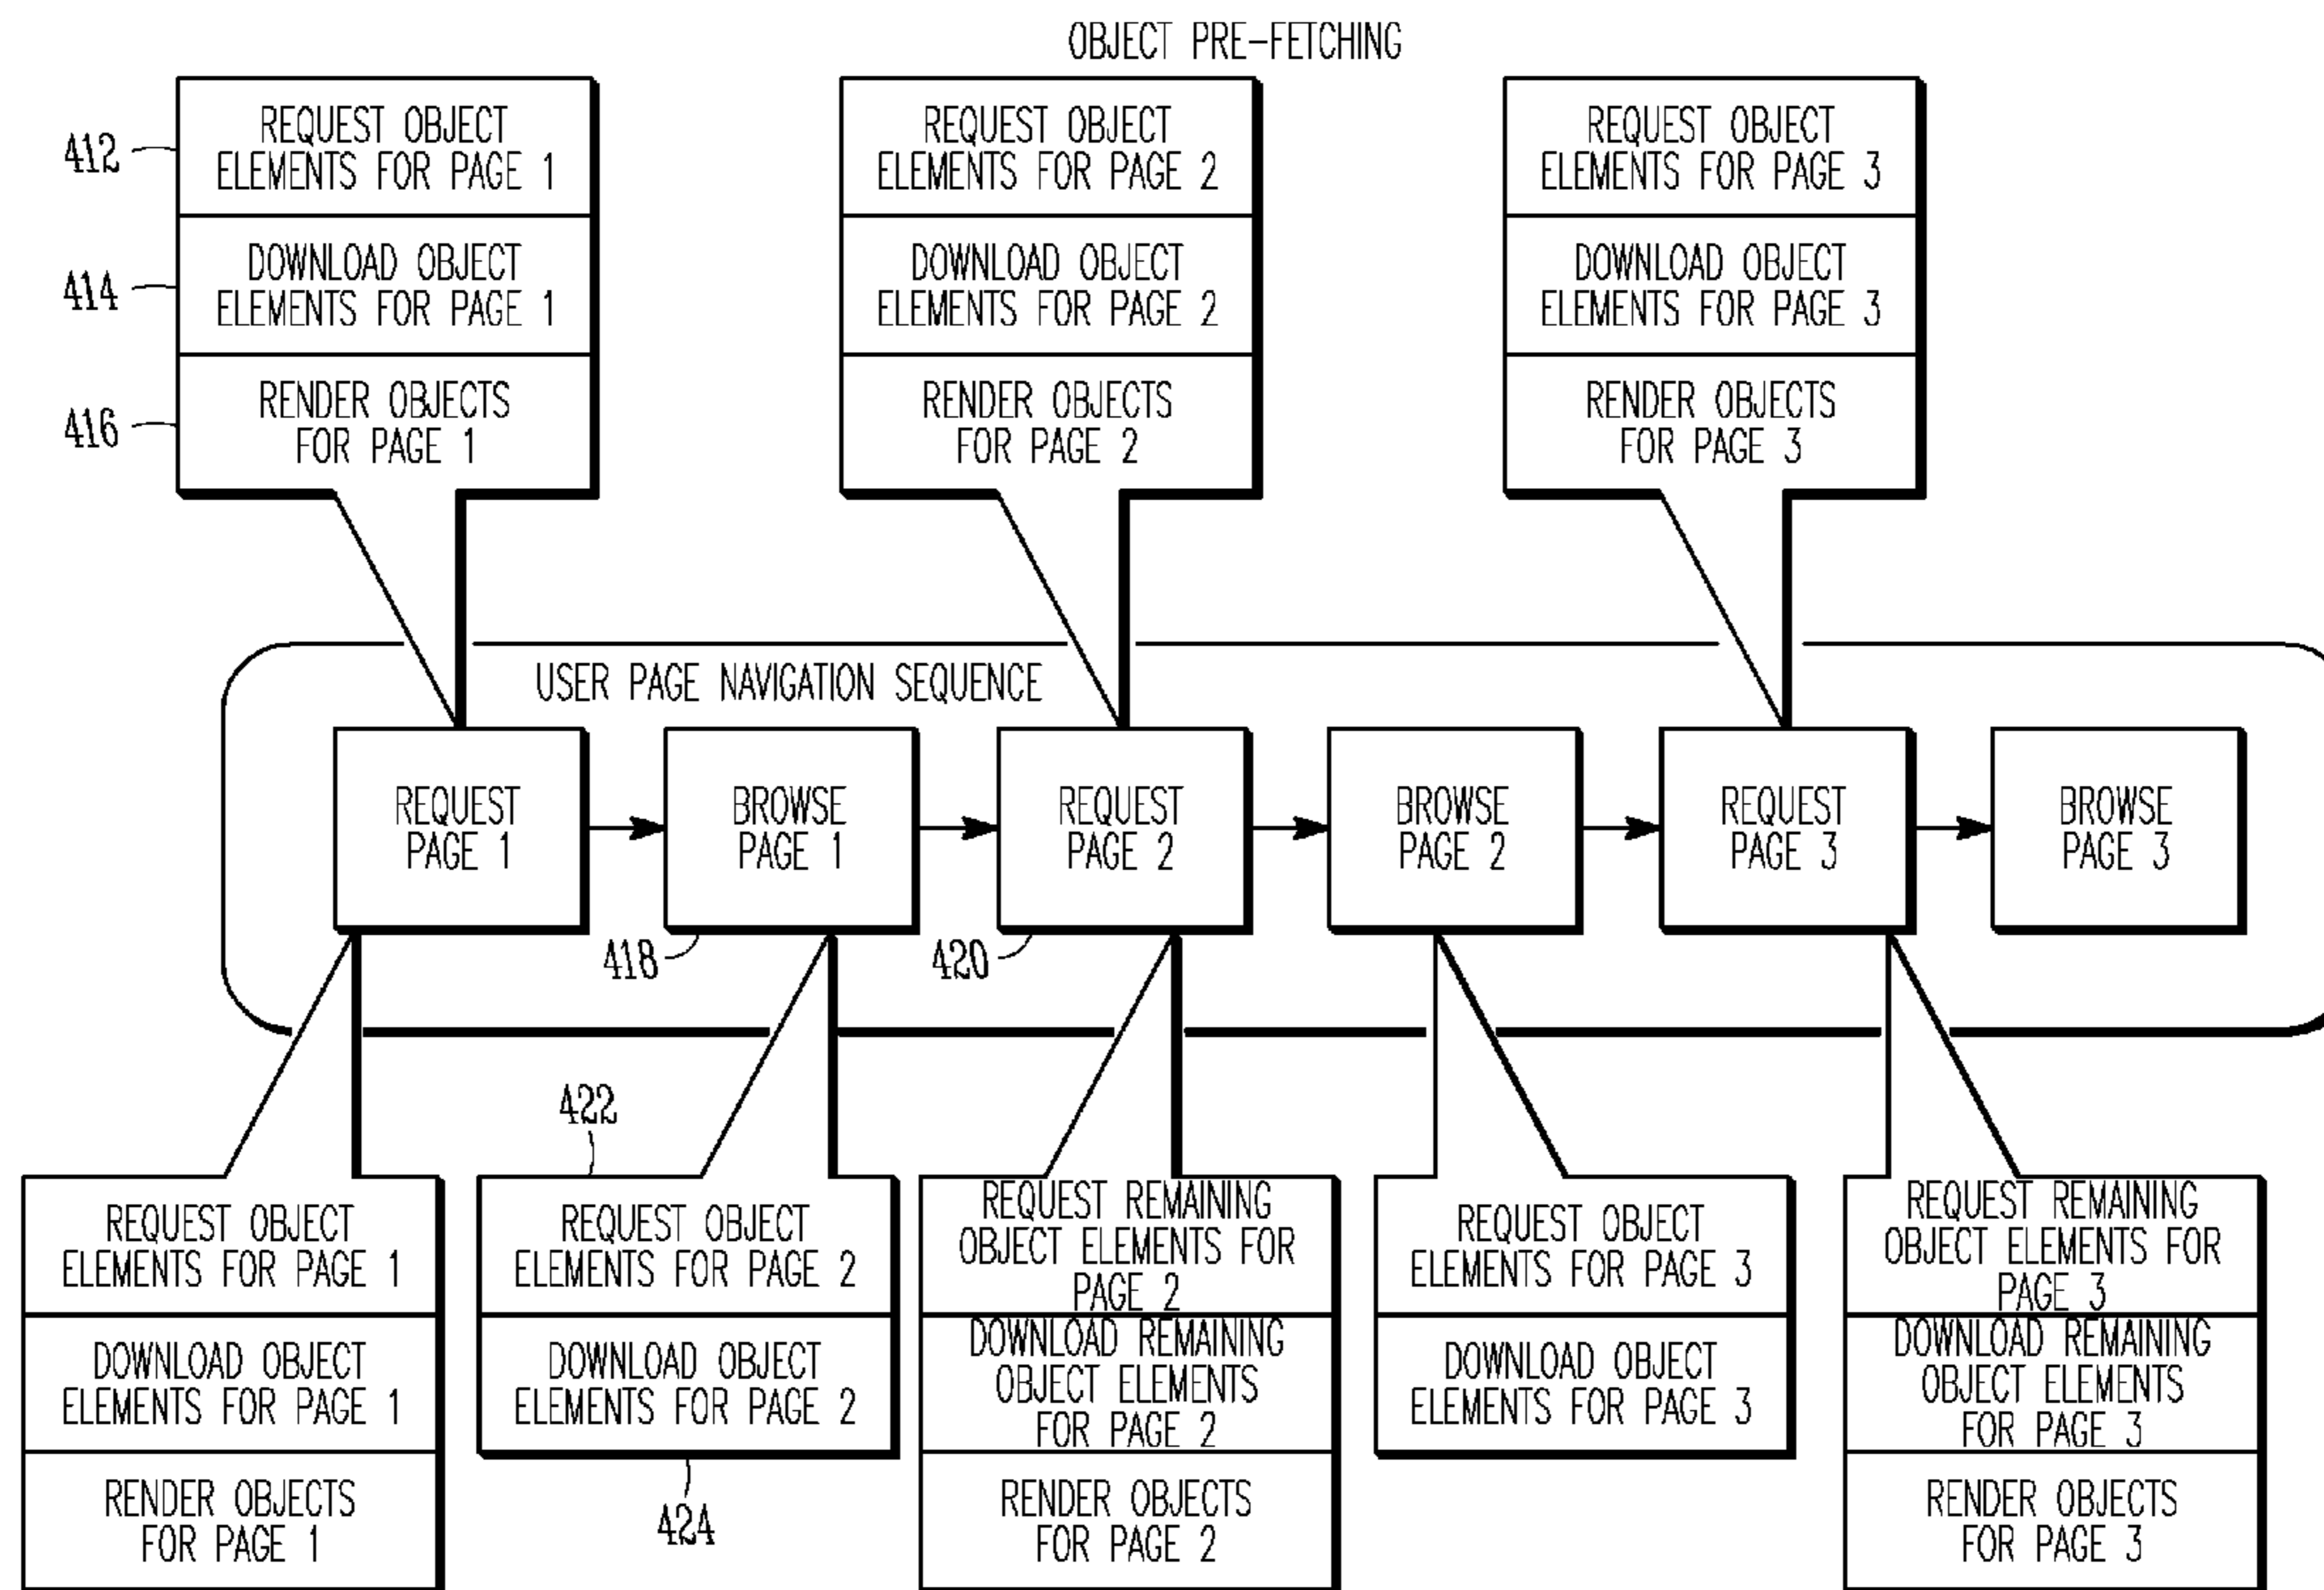 OBJECT PRE-FETCHING
412
REQUEST OBJECT
ELEMENTS FOR PAGE 1
414
DOWNLOAD OBJECT
ELEMENTS FOR PAGE 1
416
RENDER OBJECTS
FOR PAGE 1
REQUEST OBJECT
ELEMENTS FOR PAGE 2
DOWNLOAD OBJECT
ELEMENTS FOR PAGE 2
RENDER OBJECTS
FOR PAGE 2
REQUEST OBJECT
ELEMENTS FOR PAGE 3
DOWNLOAD OBJECT
ELEMENTS FOR PAGE 3
RENDER OBJECTS
FOR PAGE 3
USER PAGE NAVIGATION SEQUENCE
REQUEST
PAGE 1
BROWSE
PAGE 1
418
REQUEST
PAGE 2
420
BROWSE
PAGE 2
REQUEST
PAGE 3
BROWSE
PAGE 3
REQUEST OBJECT
ELEMENTS FOR PAGE 1
DOWNLOAD OBJECT
ELEMENTS FOR PAGE 1
RENDER OBJECTS
FOR PAGE 1
422
REQUEST OBJECT
ELEMENTS FOR PAGE 2
DOWNLOAD OBJECT
ELEMENTS FOR PAGE 2
424
REQUEST REMAINING
OBJECT ELEMENTS FOR
PAGE 2
DOWNLOAD REMAINING
OBJECT ELEMENTS
FOR PAGE 2
RENDER OBJECTS
FOR PAGE 2
REQUEST OBJECT
ELEMENTS FOR PAGE 3
DOWNLOAD OBJECT
ELEMENTS FOR PAGE 3
REQUEST REMAINING
OBJECT ELEMENTS FOR
PAGE 3
DOWNLOAD REMAINING
OBJECT ELEMENTS
FOR PAGE 3
RENDER OBJECTS
FOR PAGE 3